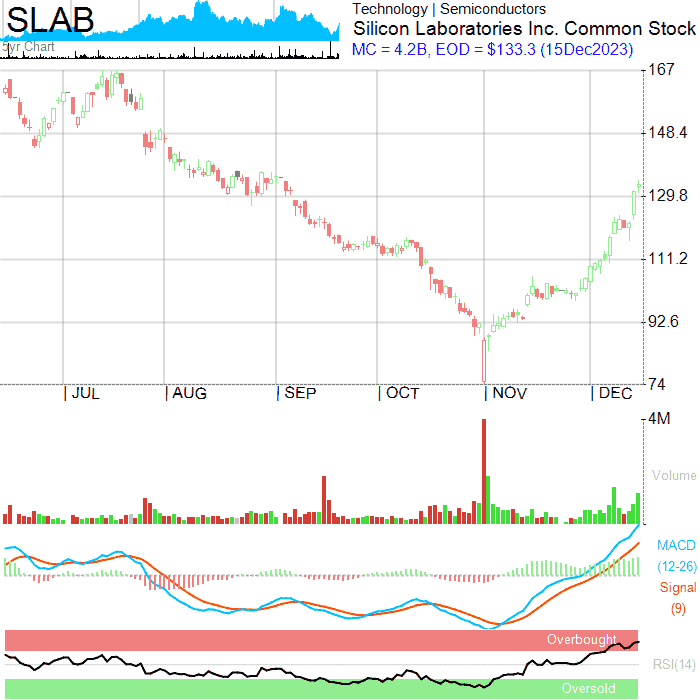 SLAB
5yr Chart
Technology | Semiconductors
Silicon Laboratories Inc. Common Stock
MC = 4.2B, EOD = $133.3 (15Dec2023)
167
148.4
129.8
111.2
92.6
74
| JUL | AUG | SEP | OCT | NOV | DEC
4M
Volume
MACD
(12-26)
Signal
(9)
Overbought
RSI(14)
Oversold